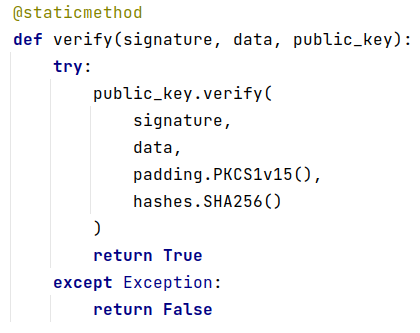 @staticmethod
def verify(signature, data, public_key):
    try:
        public_key.verify(
            signature,
            data,
            padding.PKCS1v15(),
            hashes.SHA256()
        )
        return True
    except Exception:
        return False